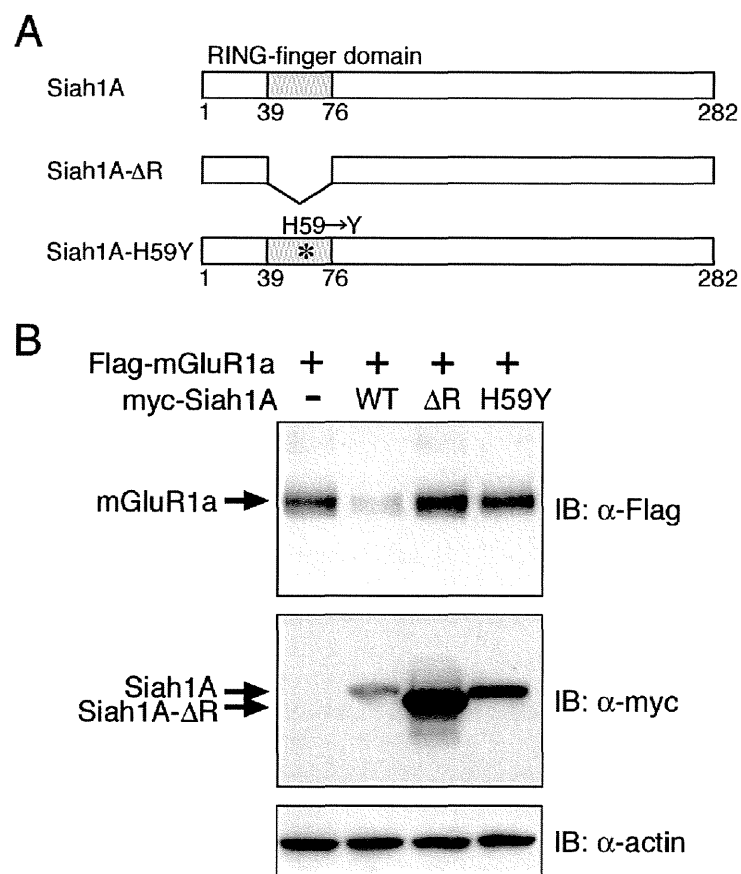 A
RING-finger domain
Siah1A
1 39 76 282
Siah1A-ΔR
H59→Y
Siah1A-H59Y
*
1 39 76 282
B
Flag-mGluR1a + + + +
myc-Siah1A - WT ΔR H59Y
mGluR1a
IB: α-Flag
Siah1A
Siah1A-ΔR
IB: α-myc
IB: α-actin